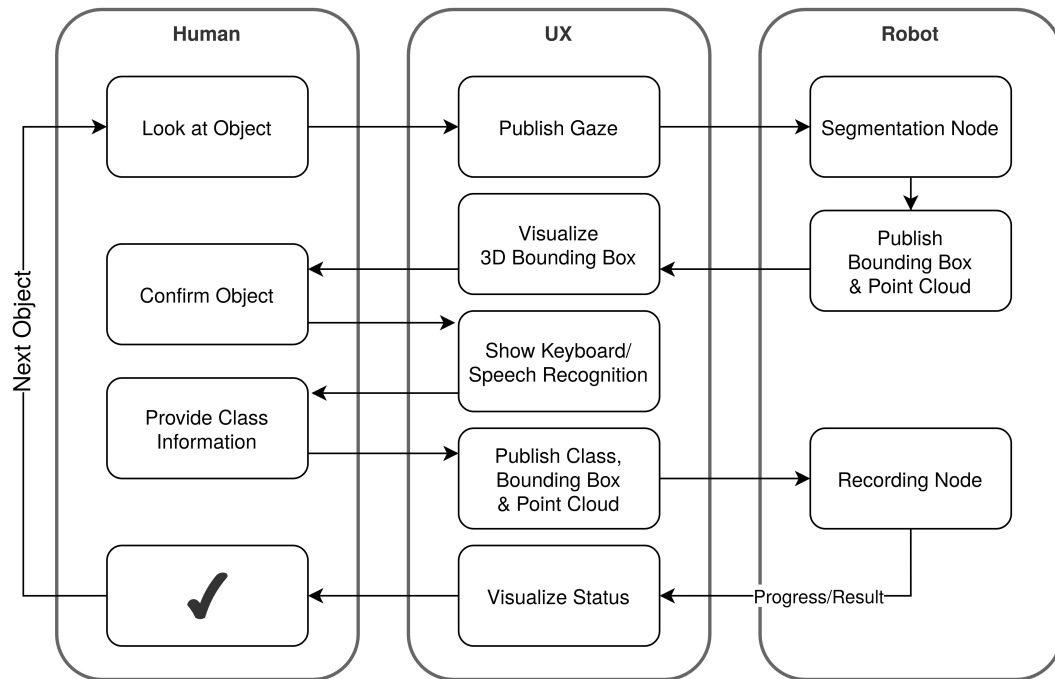 Human
UX
Robot
Look at Object
Publish Gaze
Segmentation Node
Visualize
3D Bounding Box
Publish
Bounding Box
& Point Cloud
Confirm Object
Show Keyboard/
Speech Recognition
Provide Class
Information
Publish Class,
Bounding Box
& Point Cloud
Recording Node
Visualize Status
Progress/Result
Next Object